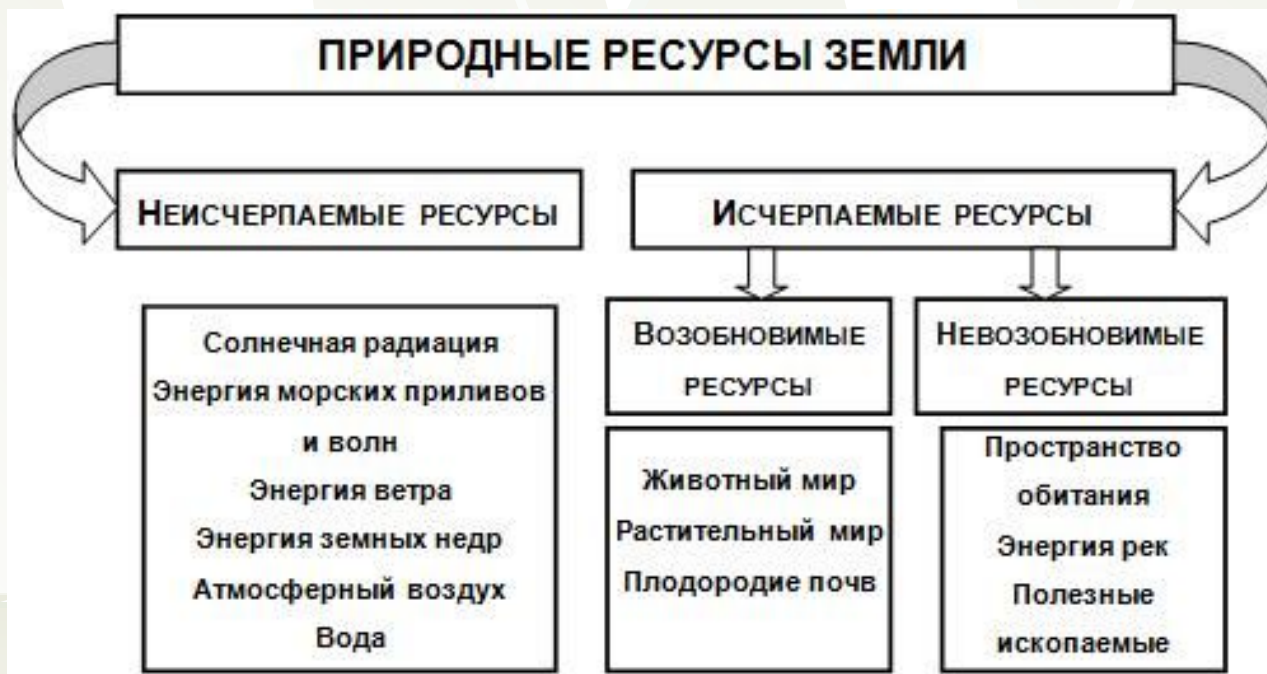 ПРИРОДНЫЕ РЕСУРСЫ ЗЕМЛИ
НЕИСЧЕРПАЕМЫЕ РЕСУРСЫ
ИСЧЕРПАЕМЫЕ РЕСУРСЫ
Солнечная радиация
Энергия морских приливов
и волн
Энергия ветра
Энергия земных недр
Атмосферный воздух
Вода
ВОЗОБНОВИМЫЕ
РЕСУРСЫ
Животный мир
Растительный мир
Плодородие почв
НЕВОЗОБНОВИМЫЕ
РЕСУРСЫ
Пространство
обитания
Энергия рек
Полезные
ископаемые